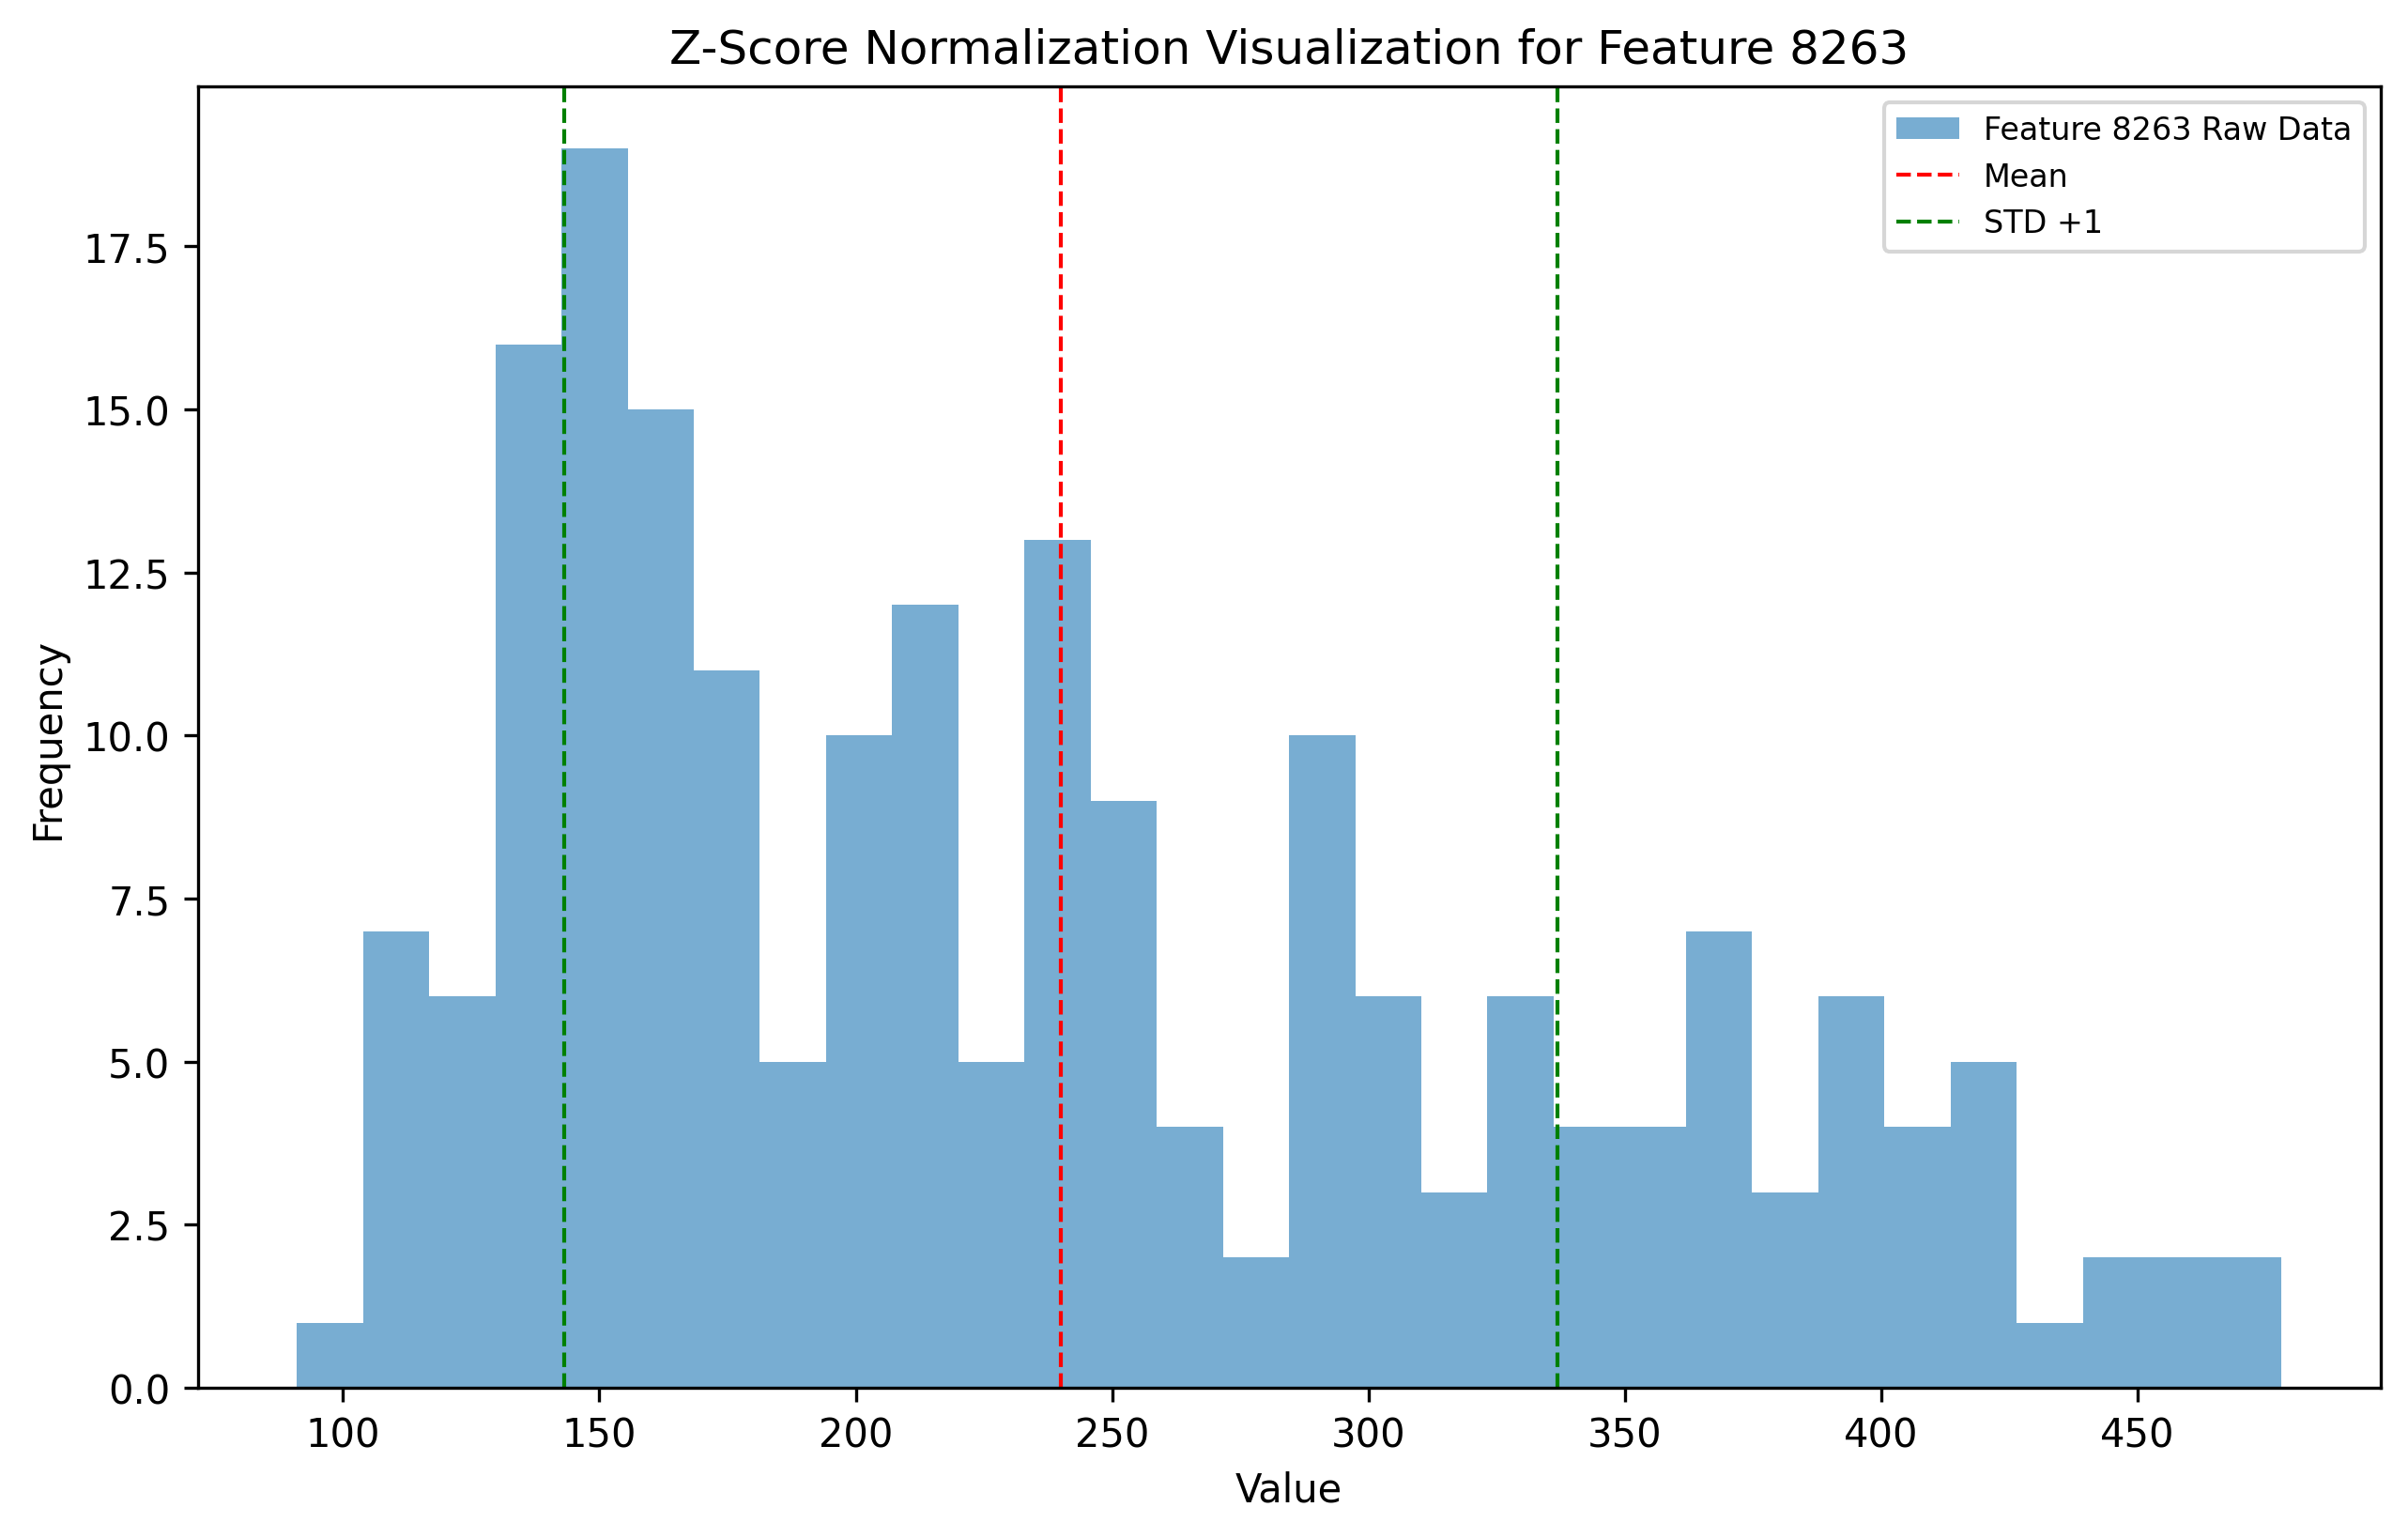 Z-Score Normalization Visualization for Feature 8263
Feature 8263 Raw Data
Mean
STD +1
17.5
15.0
12.5
10.0
7.5
5.0
2.5
0.0
Frequency
100 150 200 250 300 350 400 450
Value